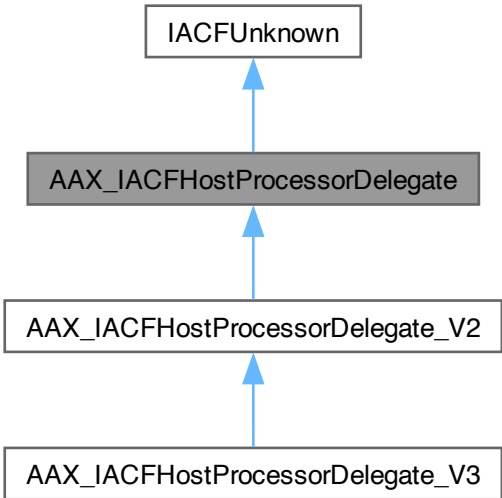 IACFUnknown
AAX_IACFHostProcessorDelegate
AAX_IACFHostProcessorDelegate_V2
AAX_IACFHostProcessorDelegate_V3